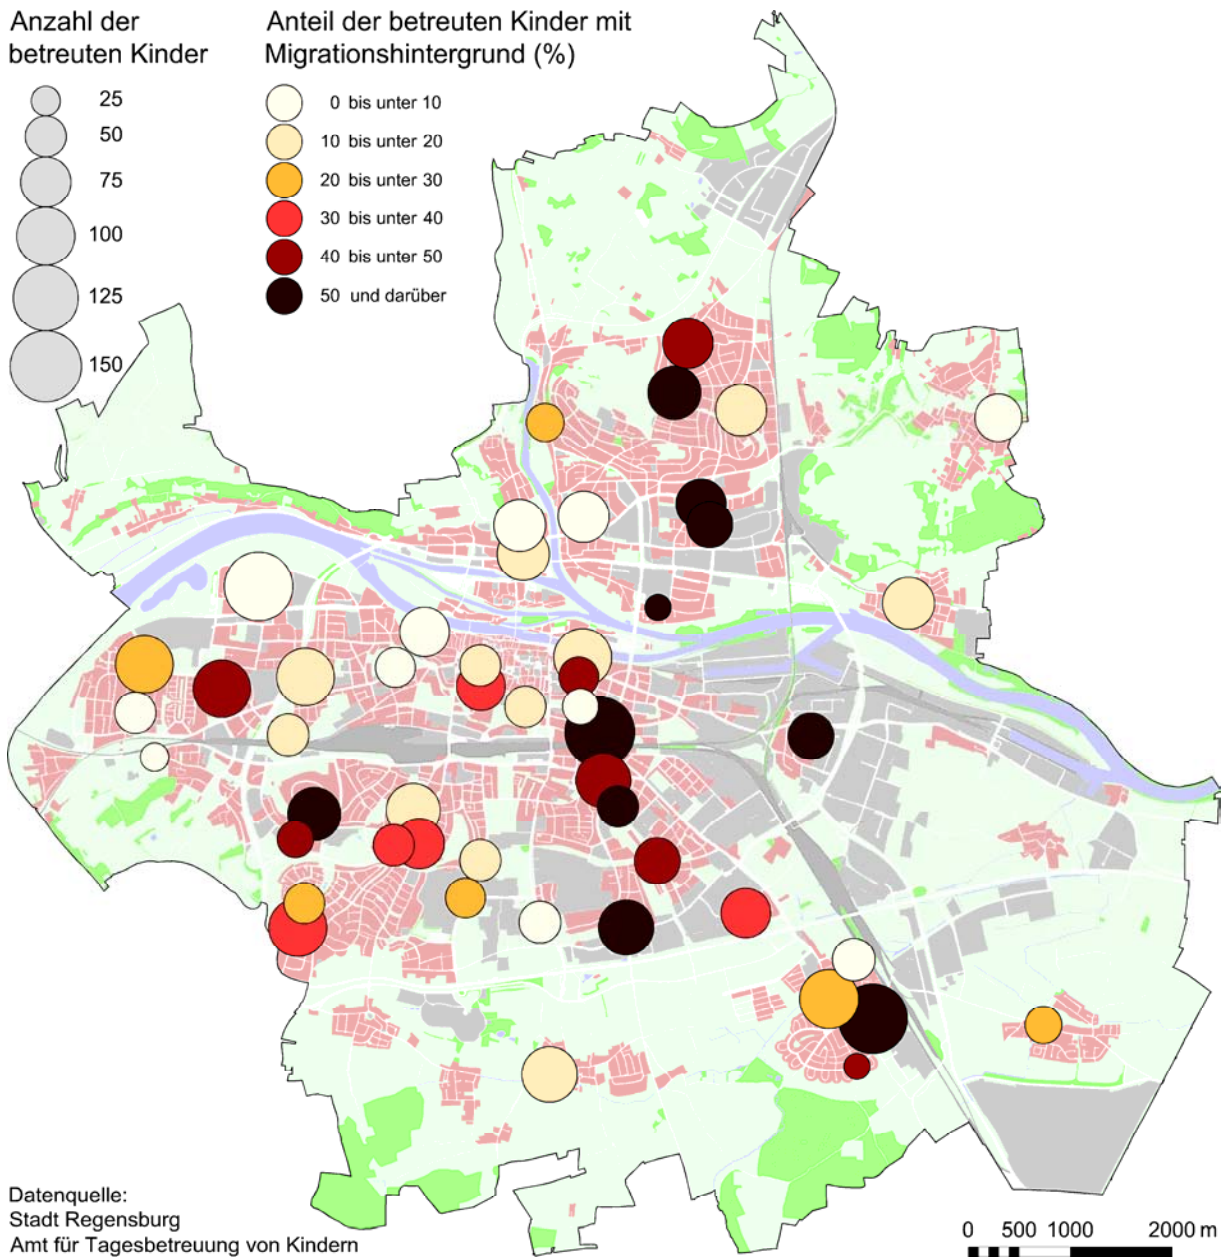 Anzahl der
betreuten Kinder
25
50
75
100
125
150
Anteil der betreuten Kinder mit
Migrationshintergrund (%)
0 bis unter 10
10 bis unter 20
20 bis unter 30
30 bis unter 40
40 bis unter 50
50 und darüber
Datenquelle:
Stadt Regensburg
Amt für Tagesbetreuung von Kindern
0 500 1000 2000 m